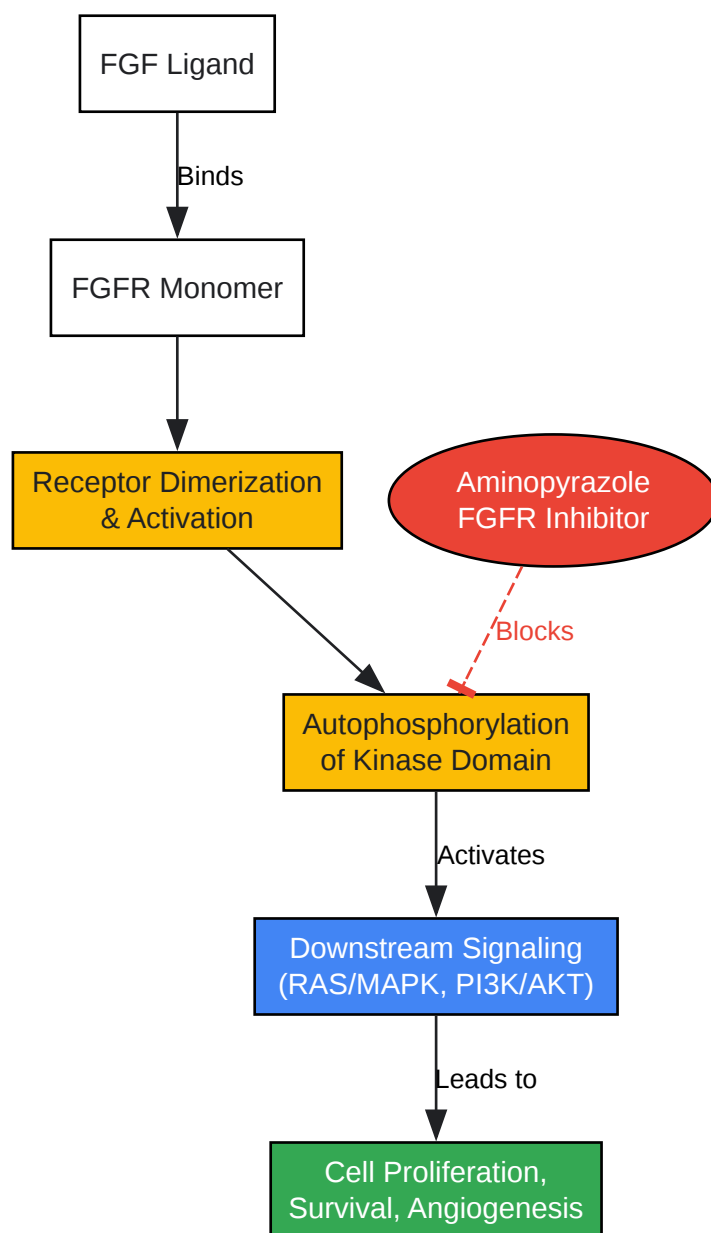 FGF Ligand
Binds
FGFR Monomer
Receptor Dimerization
& Activation
Aminopyrazole
FGFR Inhibitor
Blocks
Autophosphorylation
of Kinase Domain
Activates
Downstream Signaling
(RAS/MAPK, PI3K/AKT)
Leads to
Cell Proliferation,
Survival, Angiogenesis